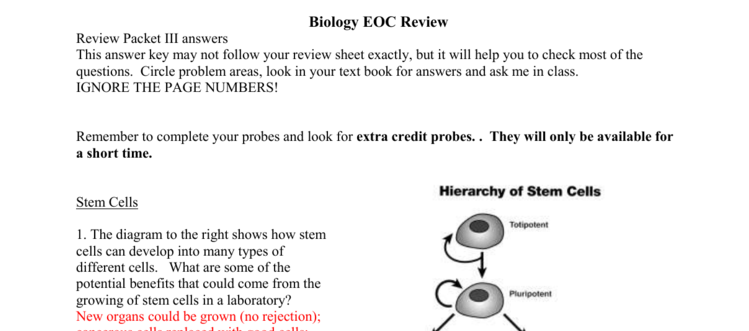 Biology EOC Review
Review Packet III answers
This answer key may not follow your review sheet exactly, but it will help you to check most of the
questions.  Circle problem areas, look in your text book for answers and ask me in class.
IGNORE THE PAGE NUMBERS!
Remember to complete your probes and look for extra credit probes. .  They will only be available for
a short time.
Stem Cells
1. The diagram to the right shows how stem
cells can develop into many types of
different cells.   What are some of the
potential benefits that could come from the
growing of stem cells in a laboratory?
New organs could be grown (no rejection);
Hierarchy of Stem Cells
Totipotent
Pluripotent